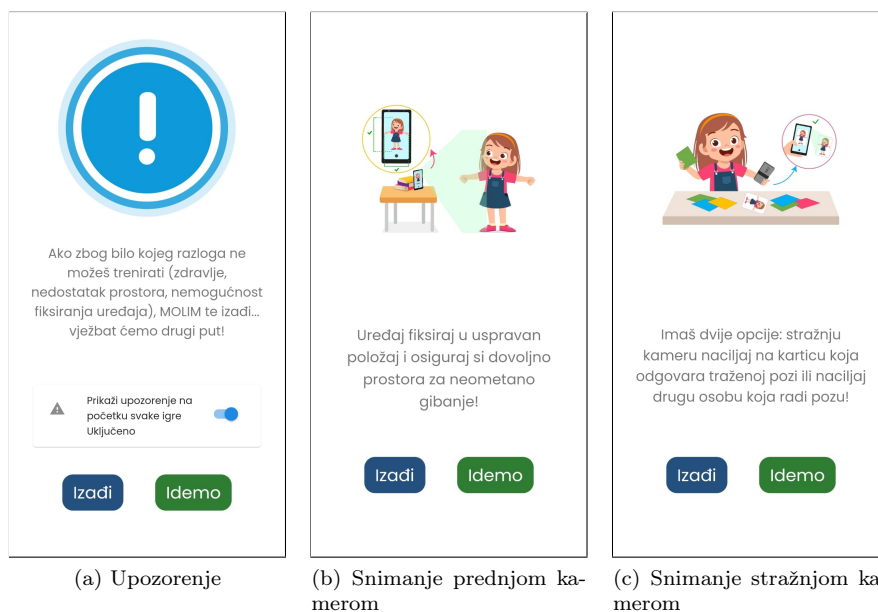 Ako zbog bilo kojeg razloga ne
možeš trenirati (zdravlje,
nedostatak prostora, nemogućnost
fiksiranja uređaja), MOLIM te izađi...
vježbat ćemo drugi put!
Prikaži upozorenje na
početku svake igre
Uključeno
Izađi
Idemo
(a) Upozorenje
Uređaj fiksiraj u uspravan
položaj i osiguraj si dovoljno
prostora za neometano
gibanje!
Izađi
Idemo
(b) Snimanje prednjom ka-
merom
Imaš dvije opcije: stražnju
kameru naciljaj na karticu koja
odgovara traženoj pozi ili naciljaj
drugu osobu koja radi pozu!
Izađi
Idemo
(c) Snimanje stražnjom ka
merom